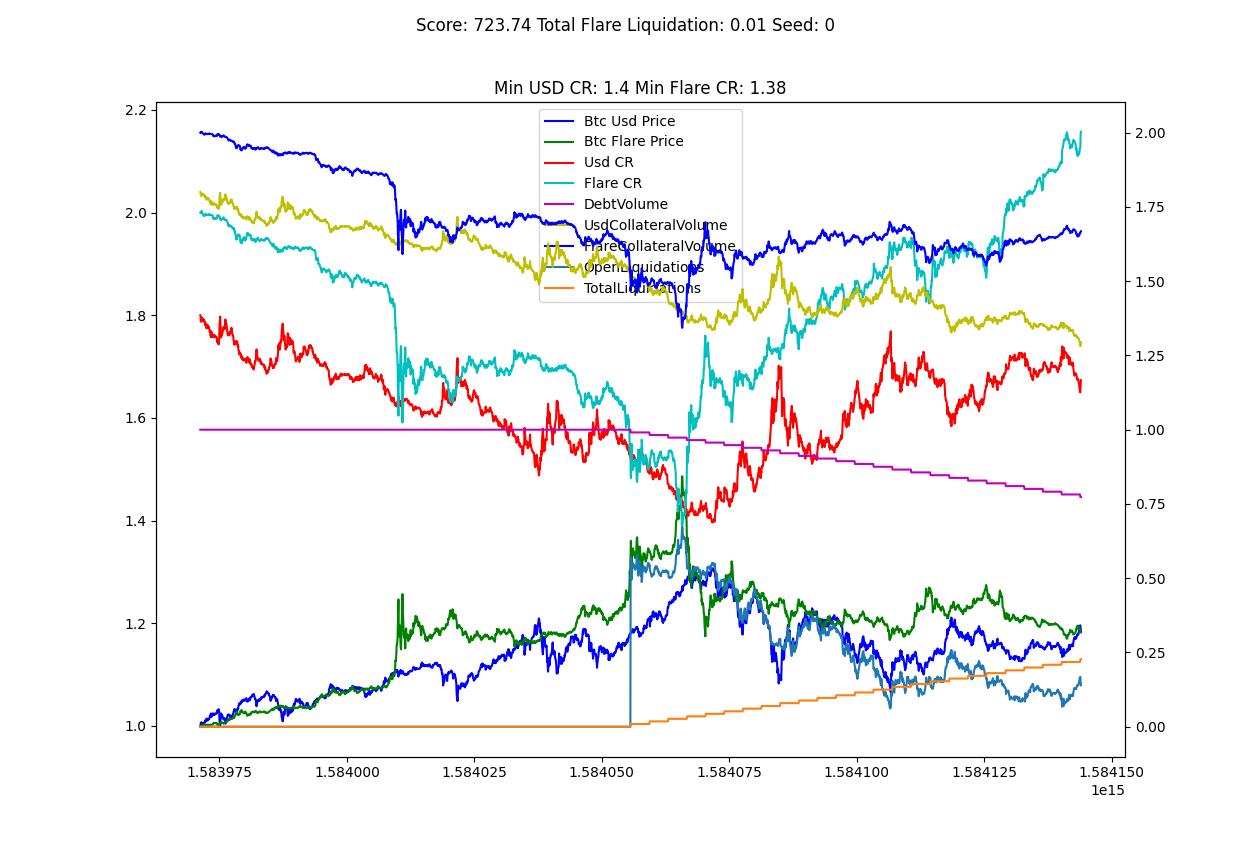 Score: 723.74 Total Flare Liquidation: 0.01 Seed: 0
Min USD CR: 1.4 Min Flare CR: 1.38
Btc Usd Price
Btc Flare Price
Usd CR
Flare CR
DebtVolume
UsdCollateralVolume
FlareCollateralVolume
OpenLiquidations
TotalLiquidations
2.2
2.0
1.8
1.6
1.4
1.2
1.0
2.00
1.75
1.50
1.25
1.00
0.75
0.50
0.25
0.00
1.583975 1.584000 1.584025 1.584050 1.584075 1.584100 1.584125 1.584150
1e15